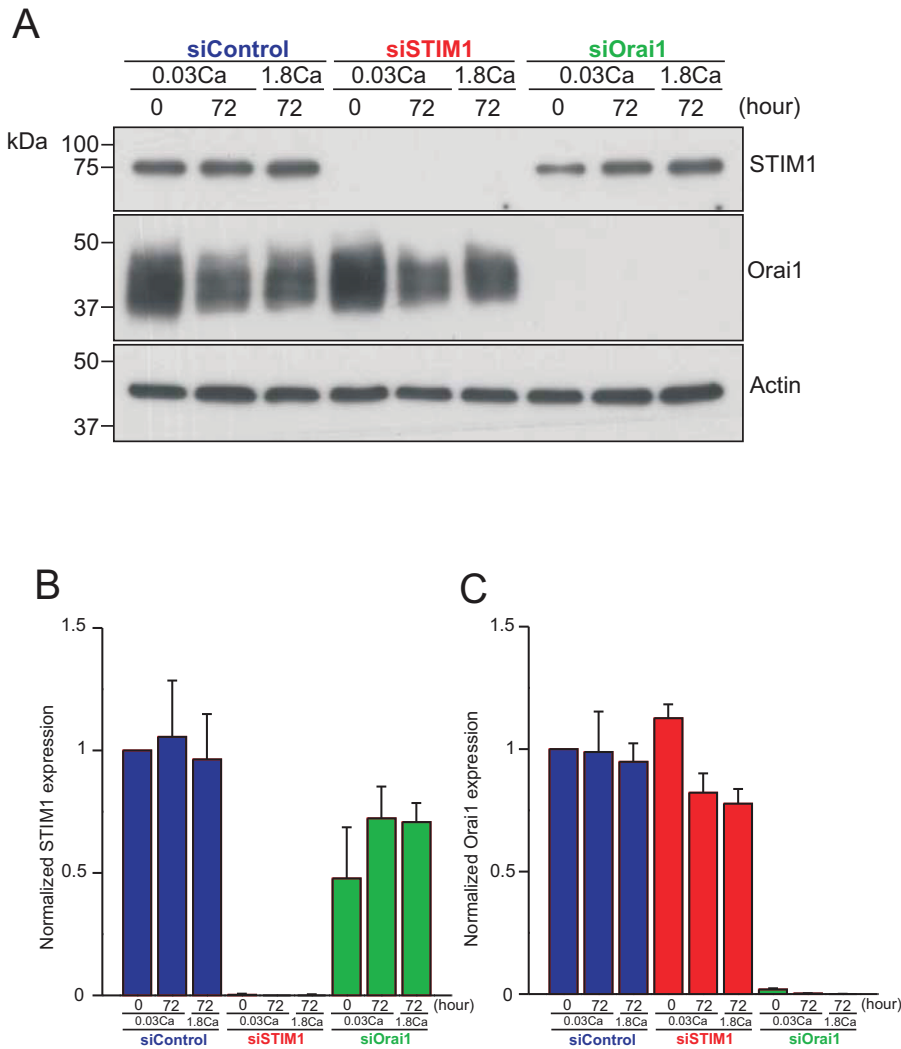 A
siControl siSTIM1 siOrai1
0.03Ca 1.8Ca 0.03Ca 1.8Ca 0.03Ca 1.8Ca
0 72 72 0 72 72 0 72 72 (hour)
kDa
100
75
STIM1
50
Orai1
37
50
Actin
37
B
1.5
1
0.5
0
Normalized STIM1 expression
0 72 72 0 72 72 0 72 72 (hour)
0.03Ca 1.8Ca 0.03Ca 1.8Ca 0.03Ca 1.8Ca
siControl siSTIM1 siOrai1
C
1.5
1
0.5
0
Normalized Orai1 expression
0 72 72 0 72 72 0 72 72 (hour)
0.03Ca 1.8Ca 0.03Ca 1.8Ca 0.03Ca 1.8Ca
siControl siSTIM1 siOrai1